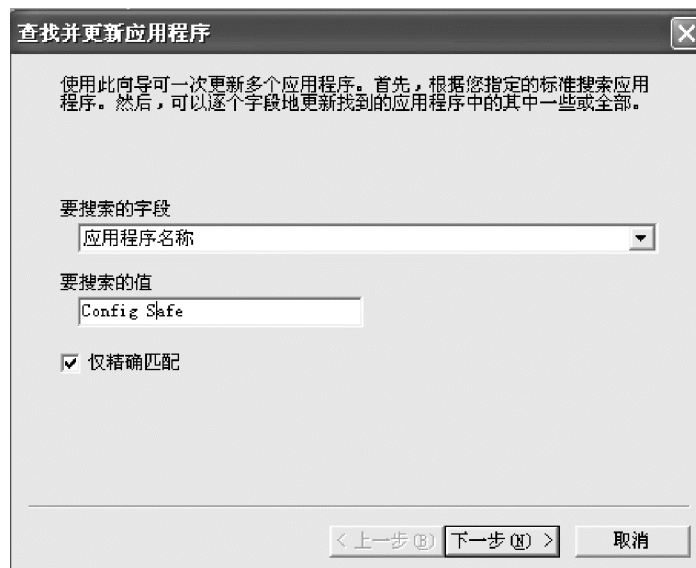 查找并更新应用程序
使用此向导可一次更新多个应用程序。首先，根据您指定的标准搜索应用
程序。然后，可以逐个字段地更新找到的应用程序中的其中一些或全部。
要搜索的字段
应用程序名称
要搜索的值
Config Safe
仅精确匹配
< 上一步(B) 下一步(N) > 取消